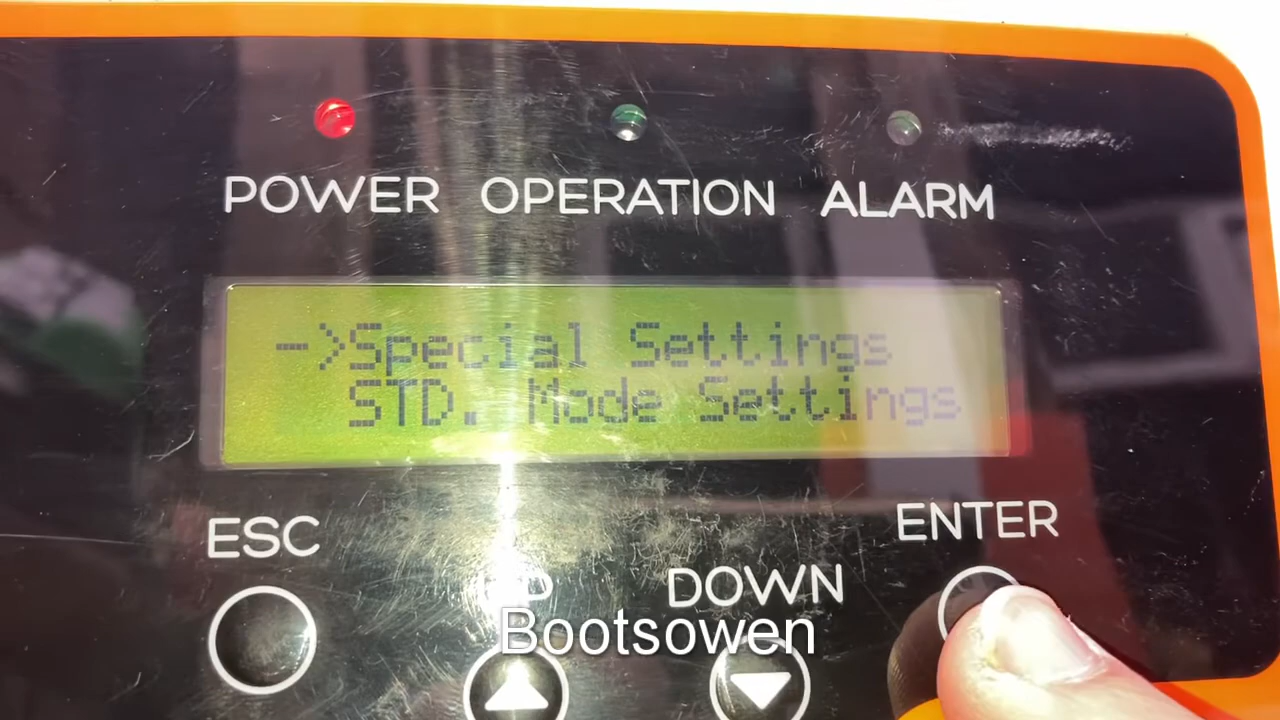 POWER OPERATION ALARM
->Special Settings
STD. Mode Settings
ESC ENTER
DOWN
Bootsowen